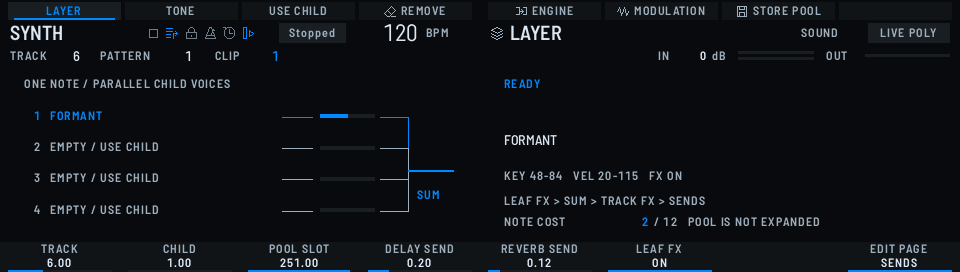 LAYER TONE USE CHILD REMOVE ENGINE MODULATION STORE POOL
SYNTH Stopped 120 BPM LAYER SOUND LIVE POLY
TRACK 6 PATTERN 1 CLIP 1 IN 0 dB OUT
ONE NOTE / PARALLEL CHILD VOICES READY
1 FORMANT
FORMANT
2 EMPTY / USE CHILD
3 EMPTY / USE CHILD KEY 48-84 VEL 20-115 FX ON
SUM LEAF FX > SUM > TRACK FX > SENDS
4 EMPTY / USE CHILD
NOTE COST 2 / 12 POOL IS NOT EXPANDED
TRACK CHILD POOL SLOT DELAY SEND REVERB SEND LEAF FX EDIT PAGE
6.00 1.00 251.00 0.20 0.12 ON SENDS